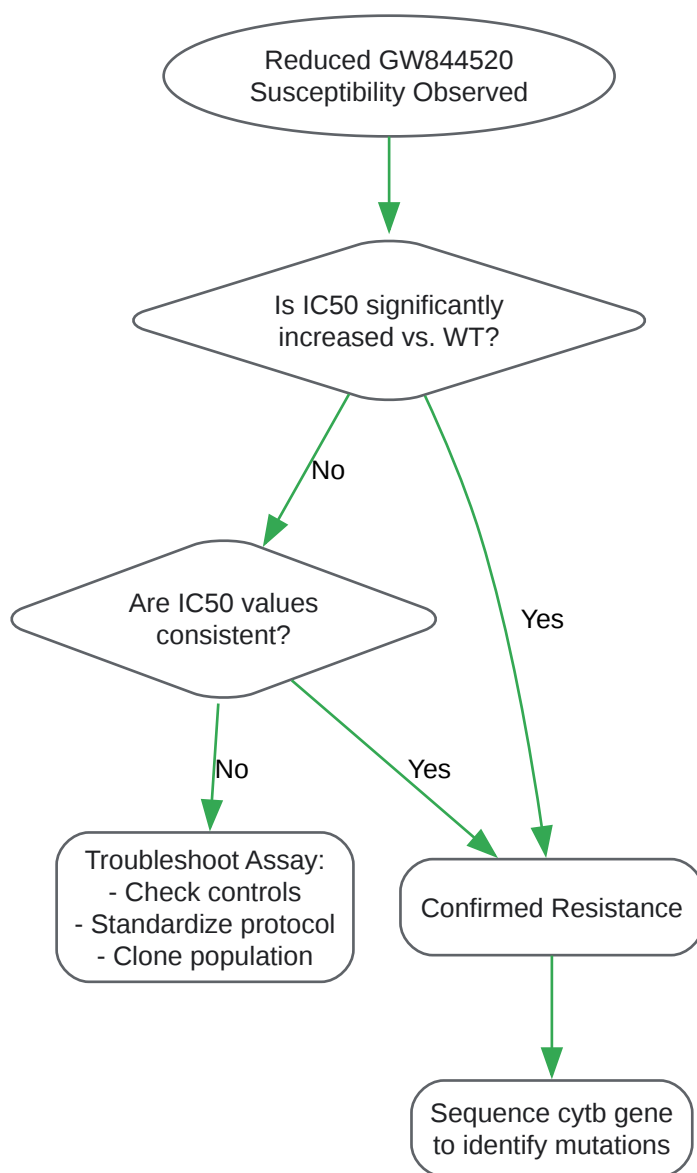 Reduced GW844520
Susceptibility Observed
Is IC50 significantly
increased vs. WT?
No
Are IC50 values
consistent?
Yes
No
Yes
Troubleshoot Assay:
- Check controls
- Standardize protocol
- Clone population
Confirmed Resistance
Sequence cytb gene
to identify mutations